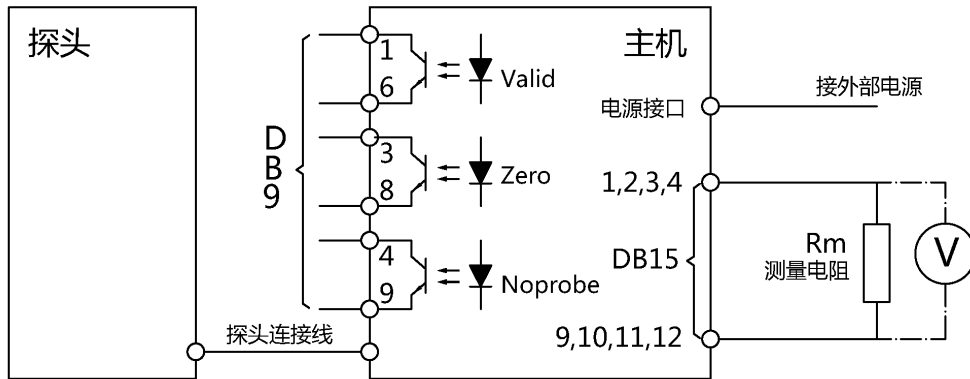 探头
主机
DB9
1
6
Valid
3
8
Zero
4
9
Noprobe
电源接口
接外部电源
1,2,3,4
DB15
9,10,11,12
Rm
测量电阻
V
探头连接线